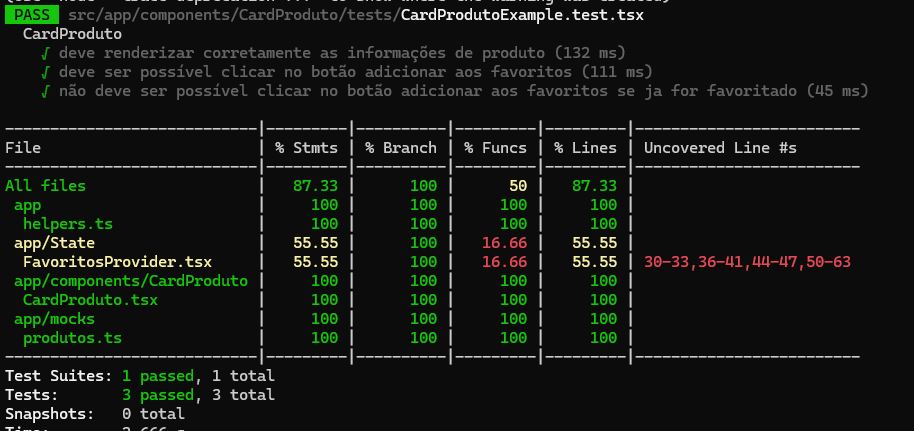 PASS src/app/components/CardProduto/tests/CardProdutoExample.test.tsx
CardProduto
√ deve renderizar corretamente as informações de produto (132 ms)
√ deve ser possível clicar no botão adicionar aos favoritos (111 ms)
√ não deve ser possível clicar no botão adicionar aos favoritos se ja for favoritado (45 ms)
----------------------------|---------|----------|---------|---------|-------------------------
File | % Stmts | % Branch | % Funcs | % Lines | Uncovered Line #s
----------------------------|---------|----------|---------|---------|-------------------------
All files | 87.33 | 100 | 50 | 87.33 |
app | 100 | 100 | 100 | 100 |
helpers.ts | 100 | 100 | 100 | 100 |
app/State | 55.55 | 100 | 16.66 | 55.55 |
FavoritosProvider.tsx | 55.55 | 100 | 16.66 | 55.55 | 30-33,36-41,44-47,50-63
app/components/CardProduto | 100 | 100 | 100 | 100 |
CardProduto.tsx | 100 | 100 | 100 | 100 |
app/mocks | 100 | 100 | 100 | 100 |
produtos.ts | 100 | 100 | 100 | 100 |
----------------------------|---------|----------|---------|---------|-------------------------
Test Suites: 1 passed, 1 total
Tests: 3 passed, 3 total
Snapshots: 0 total